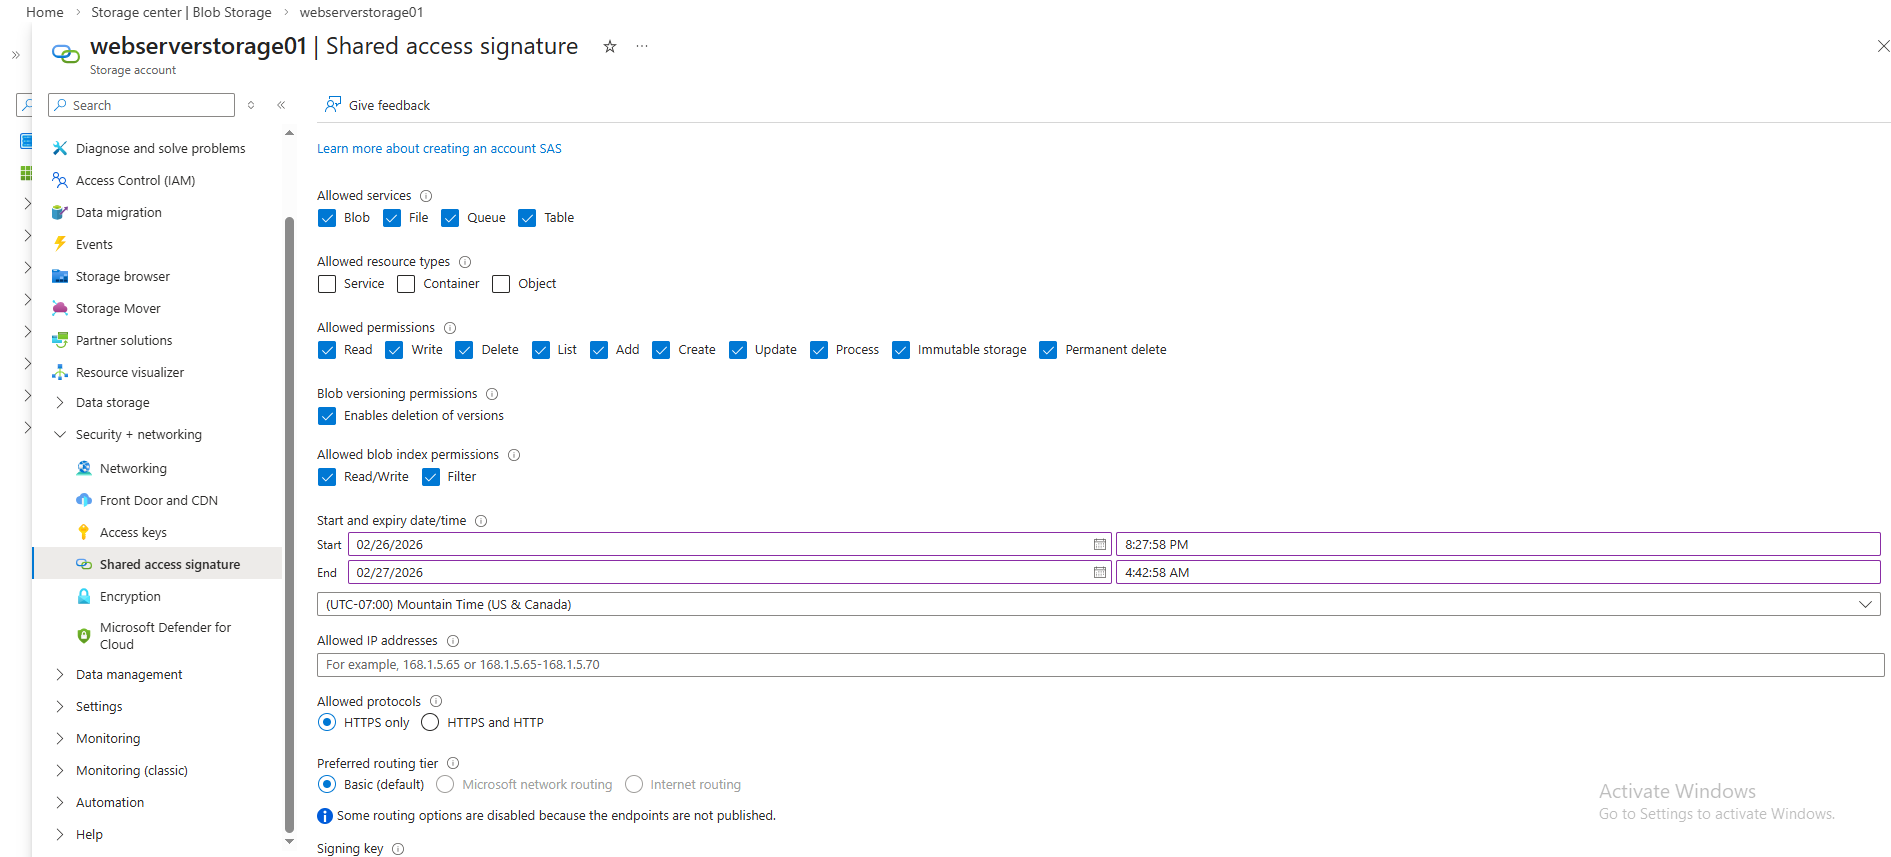 Home > Storage center | Blob Storage > webserverstorage01
webserverstorage01 | Shared access signature
Storage account
Search
Diagnose and solve problems
Access Control (IAM)
Data migration
Events
Storage browser
Storage Mover
Partner solutions
Resource visualizer
Data storage
Security + networking
Networking
Front Door and CDN
Access keys
Shared access signature
Encryption
Microsoft Defender for
Cloud
Data management
Settings
Monitoring
Monitoring (classic)
Automation
Help
Give feedback
Learn more about creating an account SAS
Allowed services
Blob File Queue Table
Allowed resource types
Service Container Object
Allowed permissions
Read Write Delete List Add Create Update Process Immutable storage Permanent delete
Blob versioning permissions
Enables deletion of versions
Allowed blob index permissions
Read/Write Filter
Start and expiry date/time
Start 02/26/2026 8:27:58 PM
End 02/27/2026 4:42:58 AM
(UTC-07:00) Mountain Time (US & Canada)
Allowed IP addresses
For example, 168.1.5.65 or 168.1.5.65-168.1.5.70
Allowed protocols
HTTPS only HTTPS and HTTP
Preferred routing tier
Basic (default) Microsoft network routing Internet routing
Some routing options are disabled because the endpoints are not published.
Signing key
Activate Windows
Go to Settings to activate Windows.